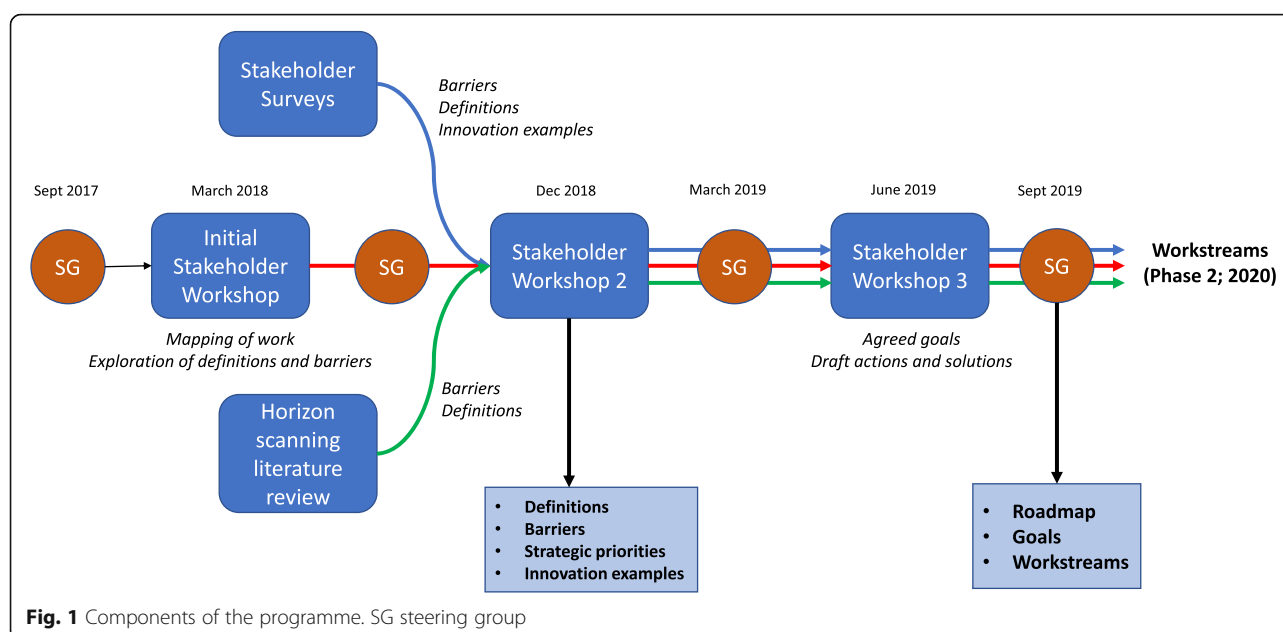 Stakeholder
Surveys
Barriers
Definitions
Innovation examples
Sept 2017
March 2018
Dec 2018
March 2019
June 2019
Sept 2019
SG
Initial
Stakeholder
Workshop
SG
Stakeholder
Workshop 2
SG
Stakeholder
Workshop 3
SG
Workstreams
(Phase 2; 2020)
Mapping of work
Exploration of definitions and barriers
Agreed goals
Draft actions and solutions
Barriers
Definitions
Horizon
scanning
literature
review
• Definitions
• Barriers
• Strategic priorities
• Innovation examples
• Roadmap
• Goals
• Workstreams
Fig. 1 Components of the programme. SG steering group